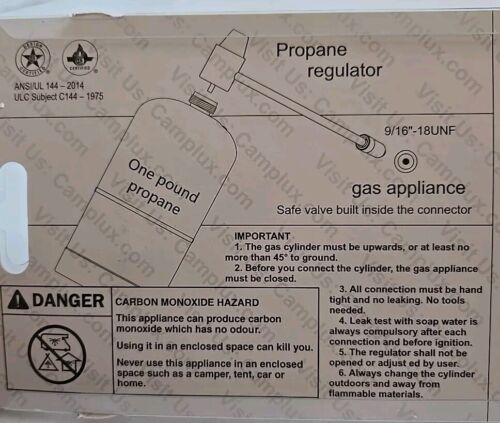 DESIGN
CERTIFIED
CERTIFIED
ANSI/UL 144 – 2014
ULC Subject C144 – 1975
Propane
regulator
9/16"-18UNF
gas appliance
Safe valve built inside the connector
One pound
propane
IMPORTANT
1. The gas cylinder must be upwards, or at least no
more than 45° to ground.
2. Before you connect the cylinder, the gas appliance
must be closed.
3. All connection must be hand
tight and no leaking. No tools
needed.
4. Leak test with soap water is
always compulsory after each
connection and before ignition.
5. The regulator shall not be
opened or adjust ed by user.
6. Always change the cylinder
outdoors and away from
flammable materials.
DANGER
CARBON MONOXIDE HAZARD
This appliance can produce carbon
monoxide which has no odour.
Using it in an enclosed space can kill you.
Never use this appliance in an enclosed
space such as a camper, tent, car or
home.
Visit Us: Camplux.com